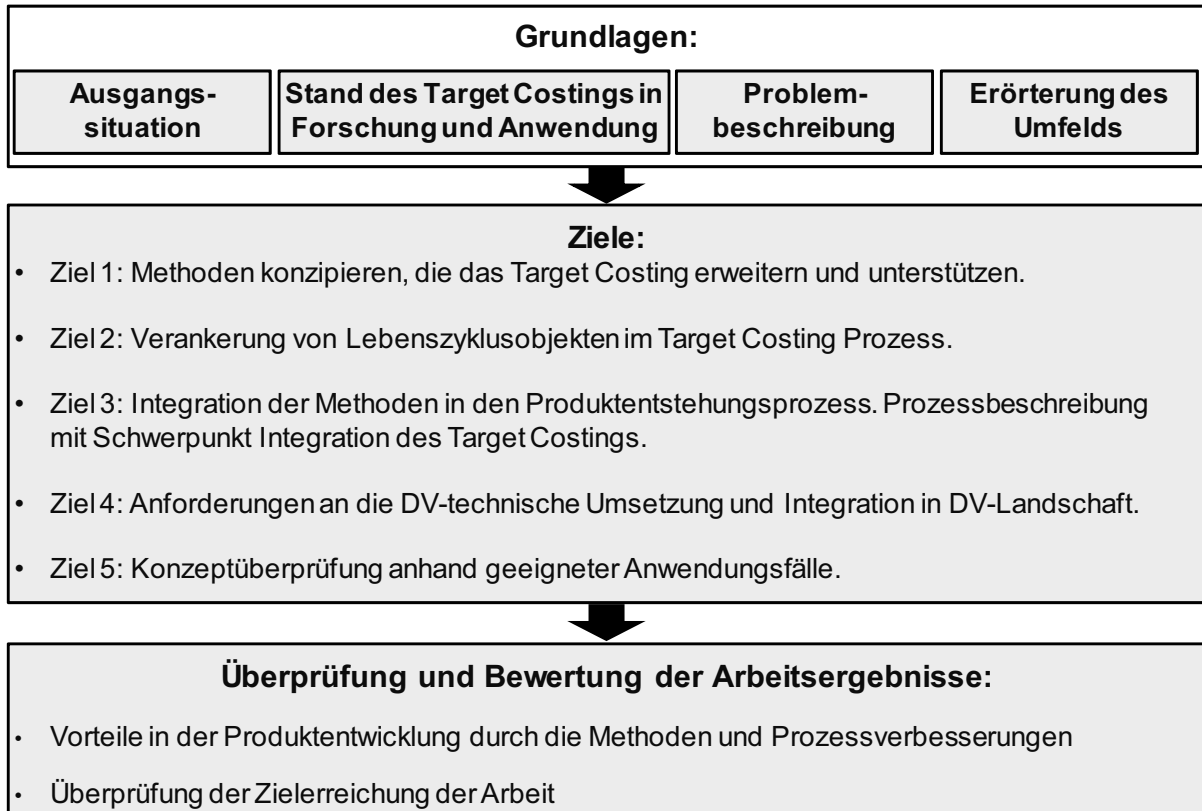 Grundlagen:
Ausgangs-
situation
Stand des Target Costings in
Forschung und Anwendung
Problem-
beschreibung
Erörterung des
Umfelds
Ziele:
• Ziel 1: Methoden konzipieren, die das Target Costing erweitern und unterstützen.
• Ziel 2: Verankerung von Lebenszyklusobjekten im Target Costing Prozess.
• Ziel 3: Integration der Methoden in den Produktentstehungsprozess. Prozessbeschreibung
mit Schwerpunkt Integration des Target Costings.
• Ziel 4: Anforderungen an die DV-technische Umsetzung und Integration in DV-Landschaft.
• Ziel 5: Konzeptüberprüfung anhand geeigneter Anwendungsfälle.
Überprüfung und Bewertung der Arbeitsergebnisse:
• Vorteile in der Produktentwicklung durch die Methoden und Prozessverbesserungen
• Überprüfung der Zielerreichung der Arbeit